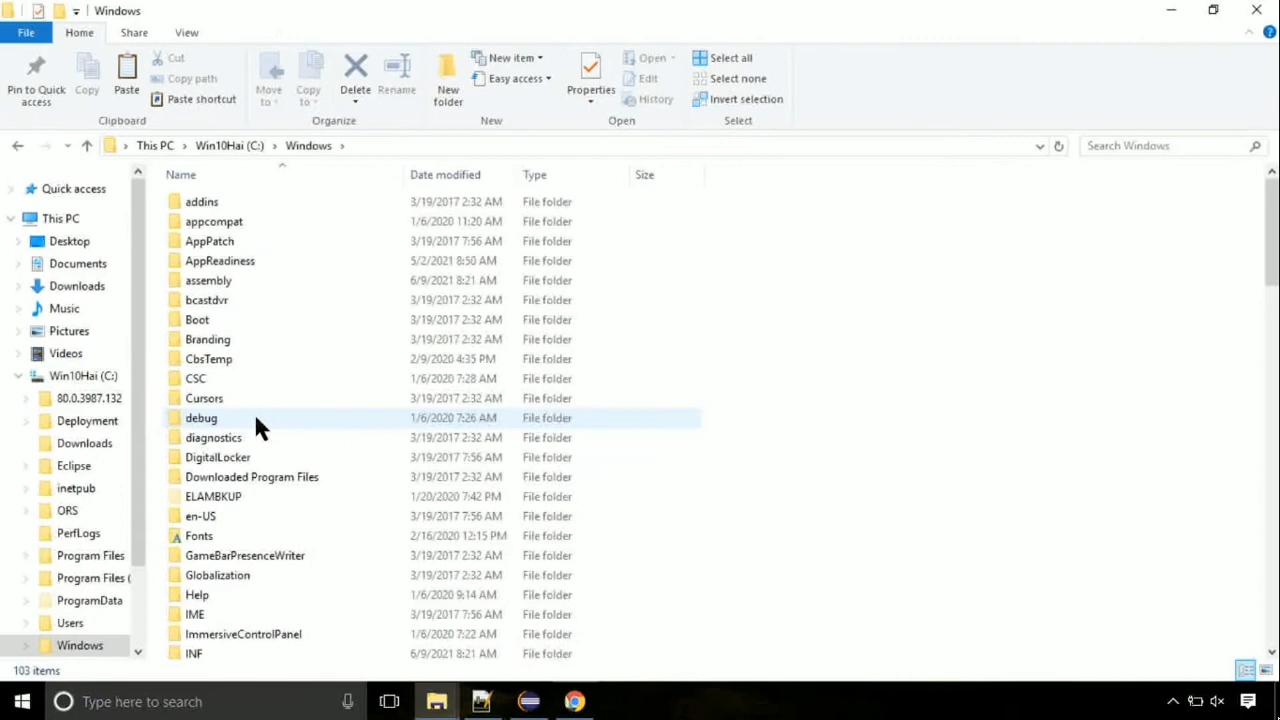 Windows
File Home Share View
Pin to Quick access
Copy
Paste
Cut
Copy path
Paste shortcut
Clipboard
Move to
Copy to
Delete
Rename
Organize
New folder
New item
Easy access
New
Properties
Open
Edit
History
Open
Select all
Select none
Invert selection
Select
This PC Win10Hai (C:) Windows
Search Windows
Quick access
This PC
Desktop
Documents
Downloads
Music
Pictures
Videos
Win10Hai (C:)
80.0.3987.132
Deployment
Downloads
Eclipse
inetpub
ORS
PerfLogs
Program Files
Program Files (
ProgramData
Users
Windows
Name Date modified Type Size
addins 3/19/2017 2:32 AM File folder
appcompat 1/6/2020 11:20 AM File folder
AppPatch 3/19/2017 7:56 AM File folder
AppReadiness 5/2/2021 8:50 AM File folder
assembly 6/9/2021 8:21 AM File folder
bcastdvr 3/19/2017 2:32 AM File folder
Boot 3/19/2017 2:32 AM File folder
Branding 3/19/2017 2:32 AM File folder
CbsTemp 2/9/2020 4:35 PM File folder
CSC 1/6/2020 7:28 AM File folder
Cursors 3/19/2017 2:32 AM File folder
debug 1/6/2020 7:26 AM File folder
diagnostics 3/19/2017 2:32 AM File folder
DigitalLocker 3/19/2017 7:56 AM File folder
Downloaded Program Files 3/19/2017 2:32 AM File folder
ELAMBKUP 1/20/2020 7:42 PM File folder
en-US 3/19/2017 7:56 AM File folder
Fonts 2/16/2020 12:15 PM File folder
GameBarPresenceWriter 3/19/2017 2:32 AM File folder
Globalization 3/19/2017 2:32 AM File folder
Help 1/6/2020 9:14 AM File folder
IME 3/19/2017 7:56 AM File folder
ImmersiveControlPanel 1/6/2020 7:22 AM File folder
INF 6/9/2021 8:21 AM File folder
103 items
Type here to search